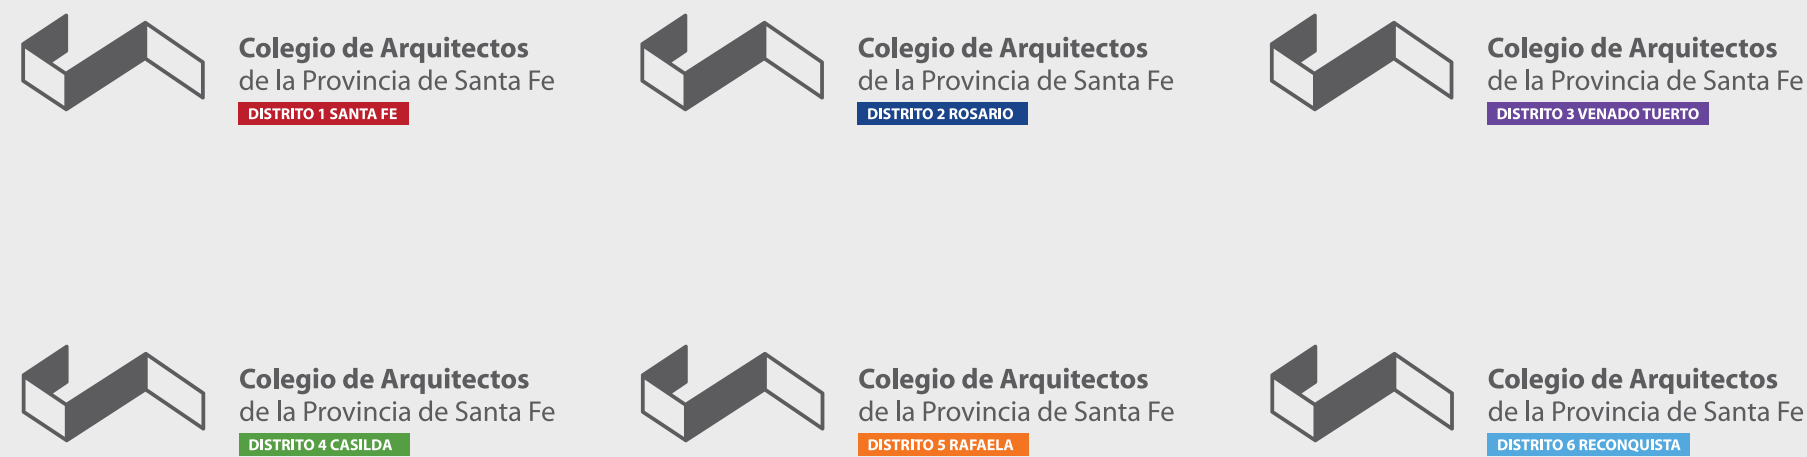 Colegio de Arquitectos
de la Provincia de Santa Fe
DISTRITO 1 SANTA FE
Colegio de Arquitectos
de la Provincia de Santa Fe
DISTRITO 2 ROSARIO
Colegio de Arquitectos
de la Provincia de Santa Fe
DISTRITO 3 VENADO TUERTO
Colegio de Arquitectos
de la Provincia de Santa Fe
DISTRITO 4 CASILDA
Colegio de Arquitectos
de la Provincia de Santa Fe
DISTRITO 5 RAFAELA
Colegio de Arquitectos
de la Provincia de Santa Fe
DISTRITO 6 RECONQUISTA